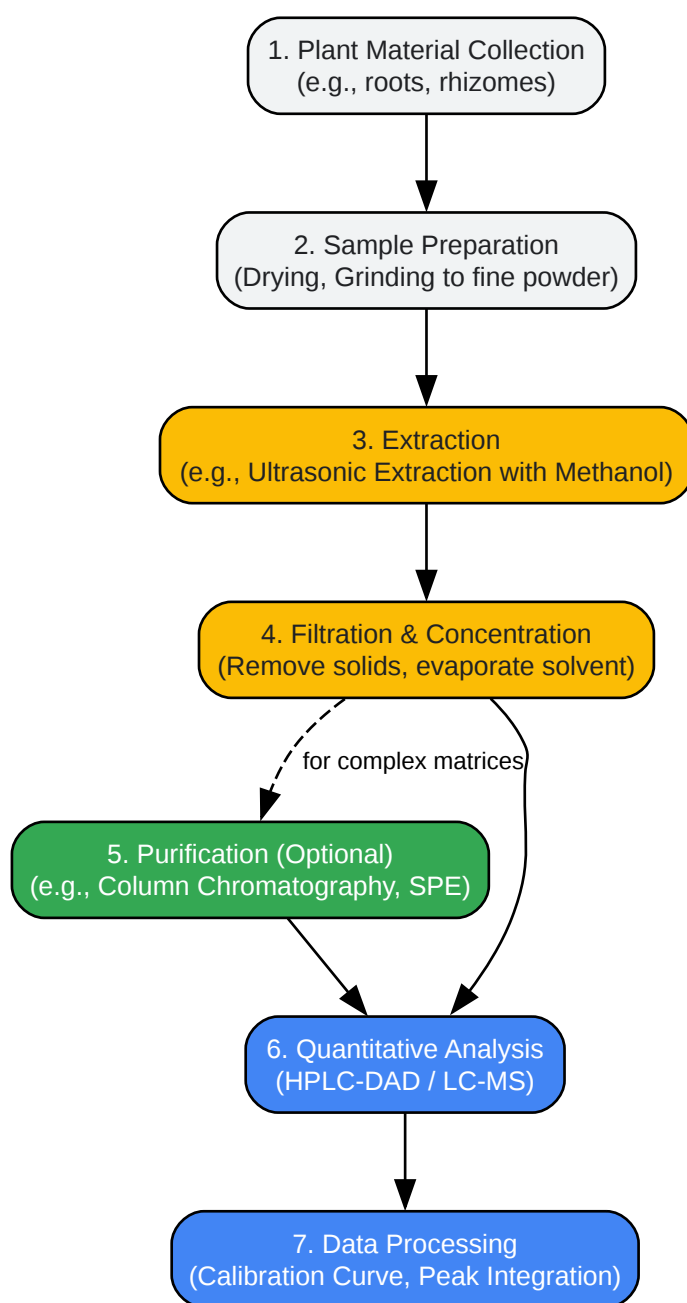 1. Plant Material Collection
(e.g., roots, rhizomes)
2. Sample Preparation
(Drying, Grinding to fine powder)
3. Extraction
(e.g., Ultrasonic Extraction with Methanol)
4. Filtration & Concentration
(Remove solids, evaporate solvent)
for complex matrices
5. Purification (Optional)
(e.g., Column Chromatography, SPE)
6. Quantitative Analysis
(HPLC-DAD / LC-MS)
7. Data Processing
(Calibration Curve, Peak Integration)